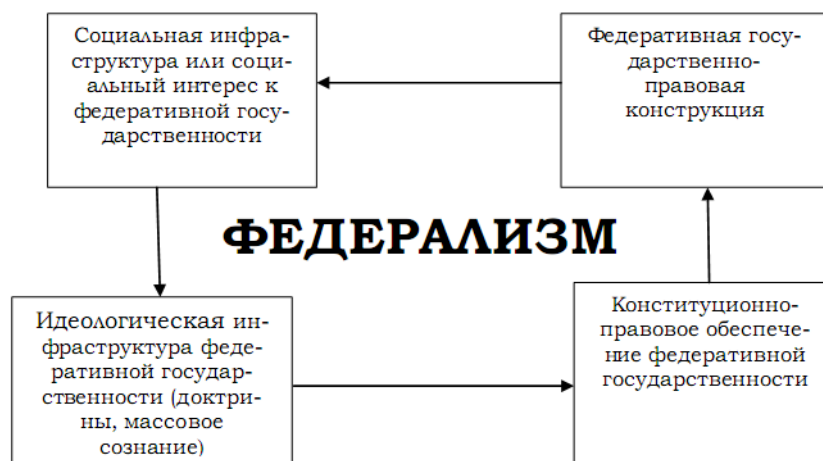 Социальная инфра-
структура или соци-
альный интерес к
федеративной госу-
дарственности
Федеративная госу-
дарственно-
правовая
конструкция
ФЕДЕРАЛИЗМ
Идеологическая ин-
фраструктура феде-
ративной государ-
ственности (доктри-
ны, массовое
сознание)
Конституционно-
правовое обеспече-
ние федеративной
государственности